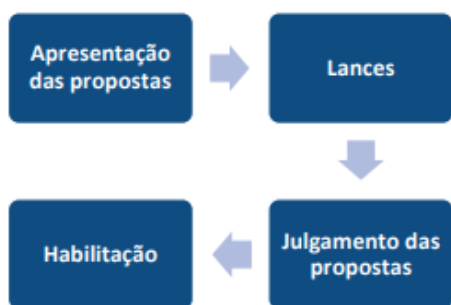 Apresentação
das propostas
Lances
Julgamento das
propostas
Habilitação